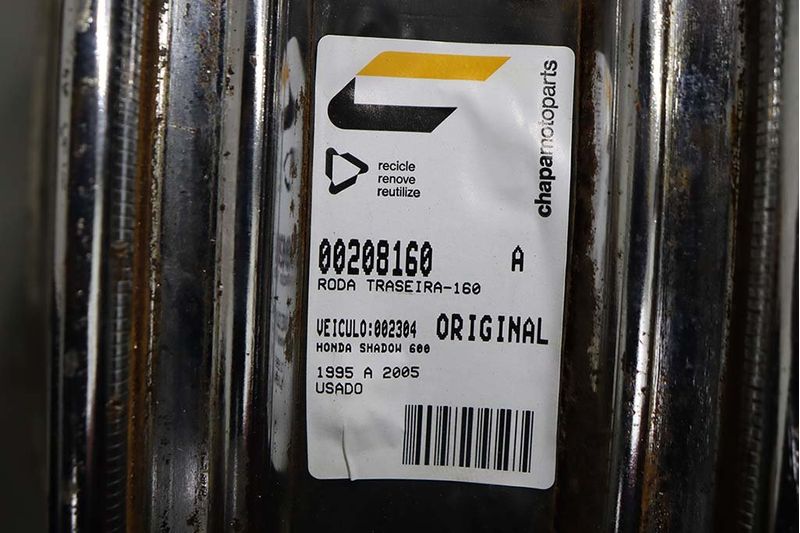 chapamotoparts
recicle
renove
reutilize
00208160 A
RODA TRASEIRA-160
VEICULO:002304 ORIGINAL
HONDA SHADOW 600
1995 A 2005
USADO